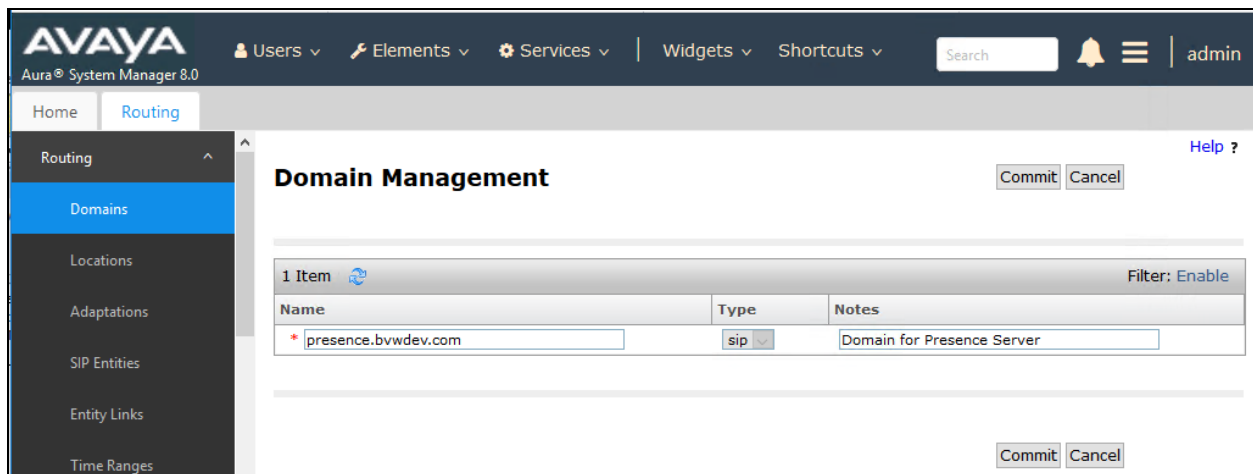 AVAYA
Aura® System Manager 8.0
Users
Elements
Services
Widgets
Shortcuts
Search
admin
Home
Routing
Help ?
Routing
Domains
Locations
Adaptations
SIP Entities
Entity Links
Time Ranges
Domain Management
Commit Cancel
1 Item
Filter: Enable
Name Type Notes
* presence.bvwdev.com sip Domain for Presence Server
Commit Cancel